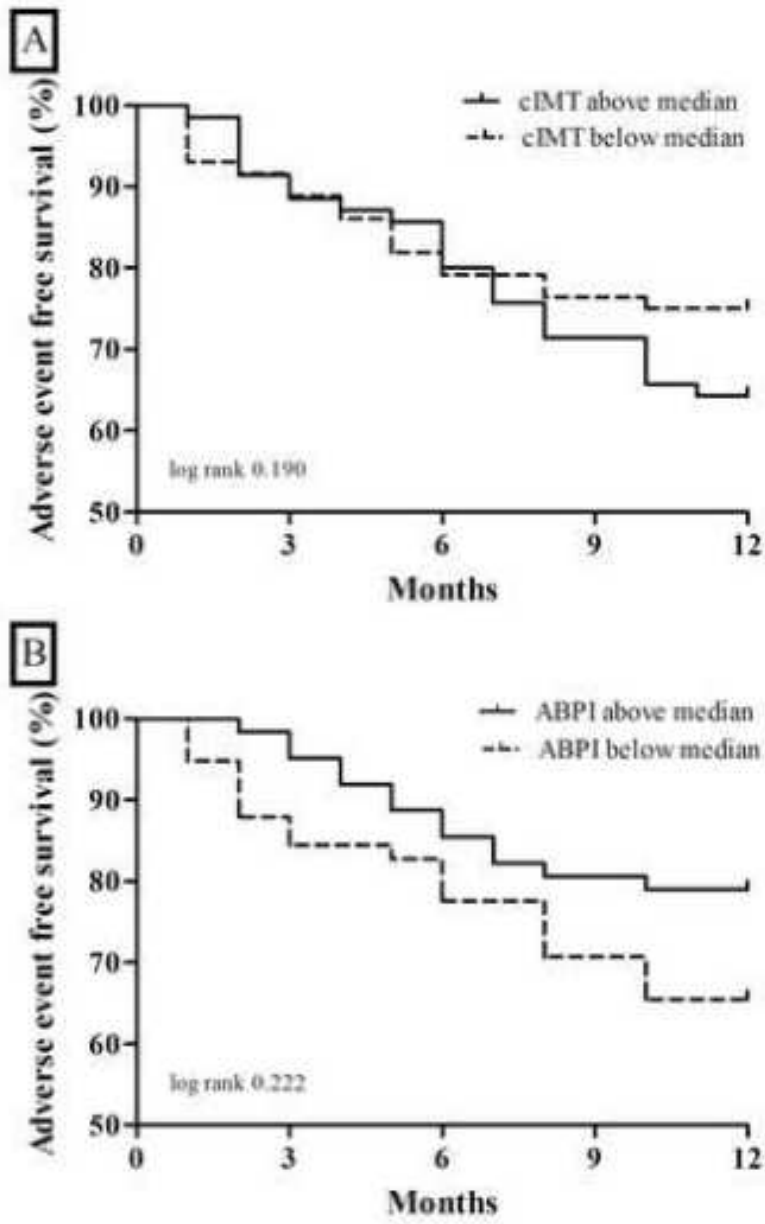 A
Adverse event free survival (%)
100
90
80
70
60
50
cIMT above median
cIMT below median
log rank 0.190
0 3 6 9 12
Months
B
Adverse event free survival (%)
100
90
80
70
60
50
ABPI above median
ABPI below median
log rank 0.222
0 3 6 9 12
Months